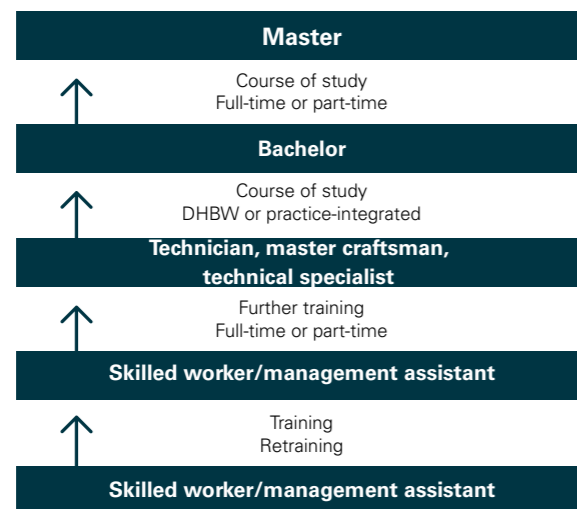 Master
Course of study
Full-time or part-time
Bachelor
Course of study
DHBW or practice-integrated
Technician, master craftsman,
technical specialist
Further training
Full-time or part-time
Skilled worker/management assistant
Training
Retraining
Skilled worker/management assistant